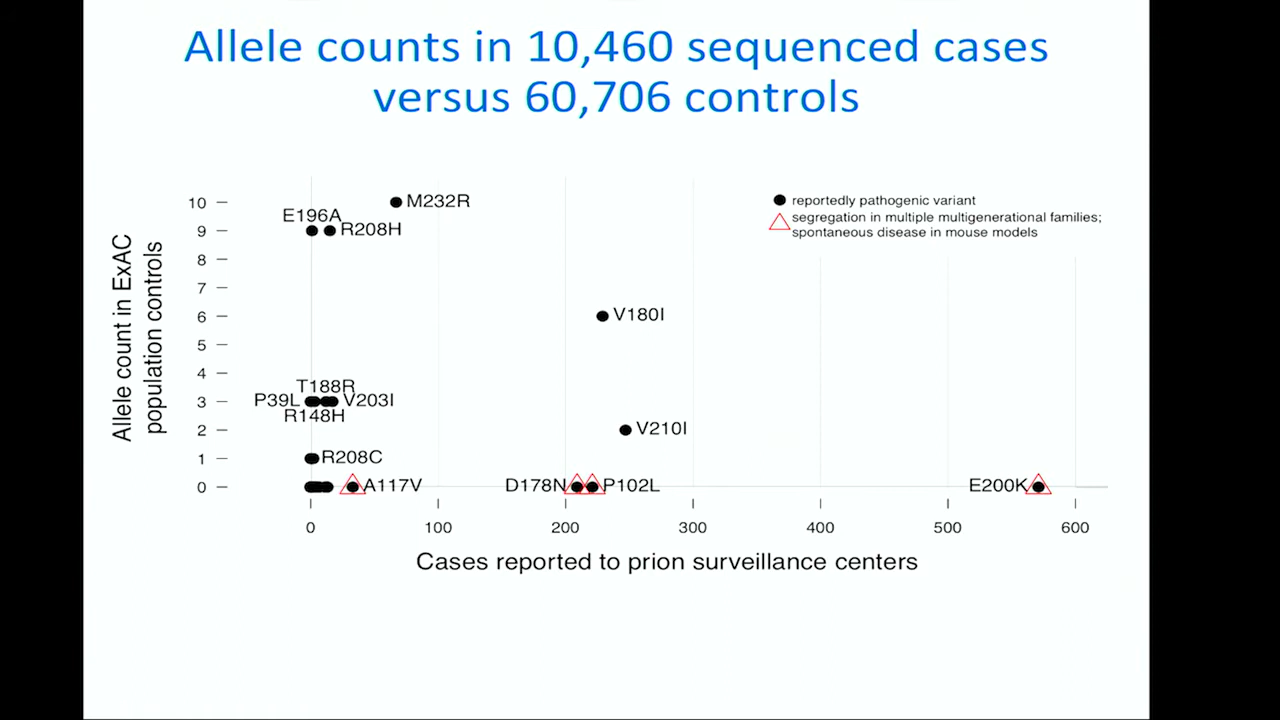 Allele counts in 10,460 sequenced cases
versus 60,706 controls
Allele count in ExAC
population controls
10
9
8
7
6
5
4
3
2
1
0
M232R
E196A
R208H
V180I
T188R
P39L
V203I
R148H
V210I
R208C
A117V
D178N
P102L
E200K
reportedly pathogenic variant
segregation in multiple multigenerational families;
spontaneous disease in mouse models
0
100
200
300
400
500
600
Cases reported to prion surveillance centers